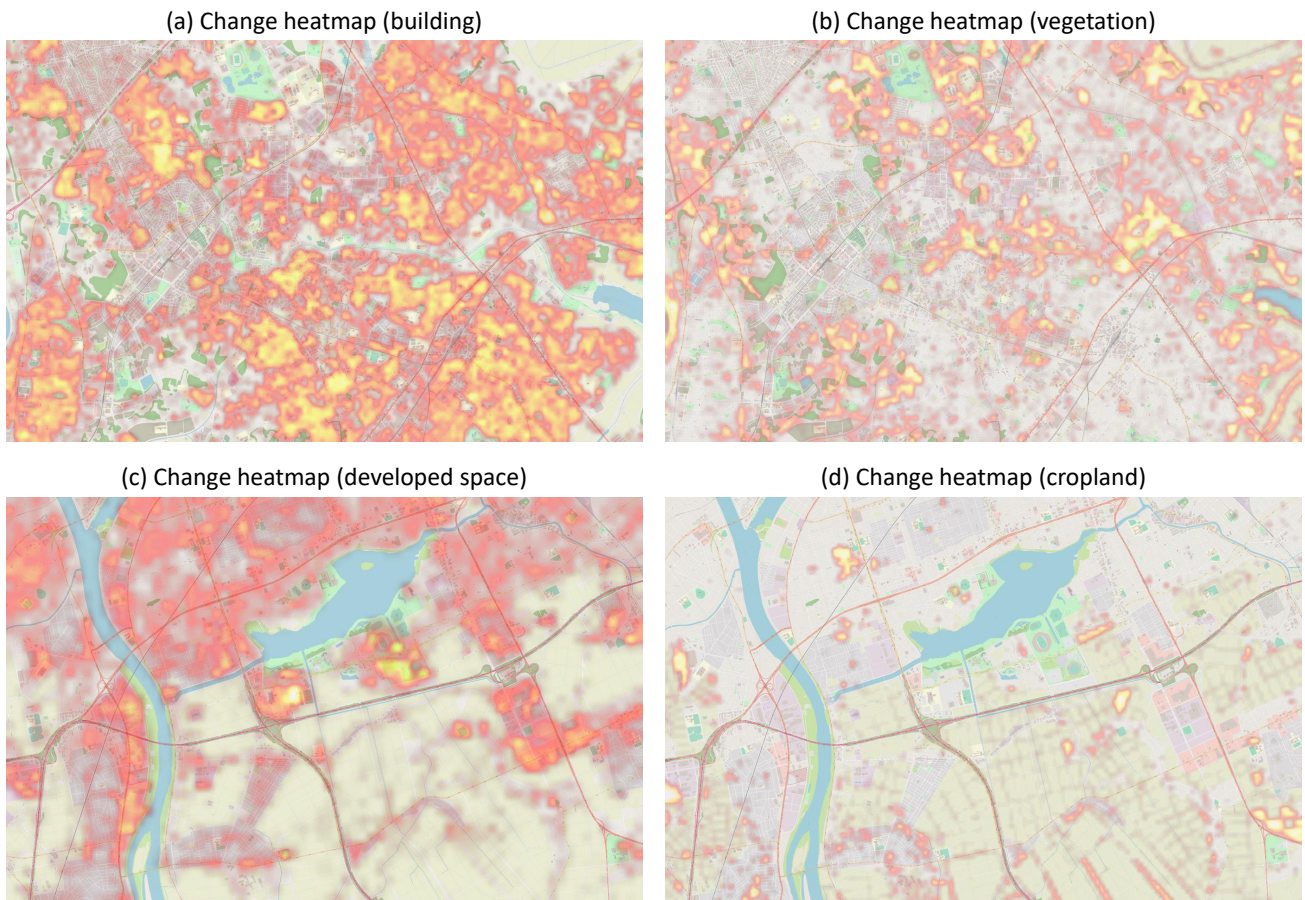 (a) Change heatmap (building)
(b) Change heatmap (vegetation)
(c) Change heatmap (developed space)
(d) Change heatmap (cropland)